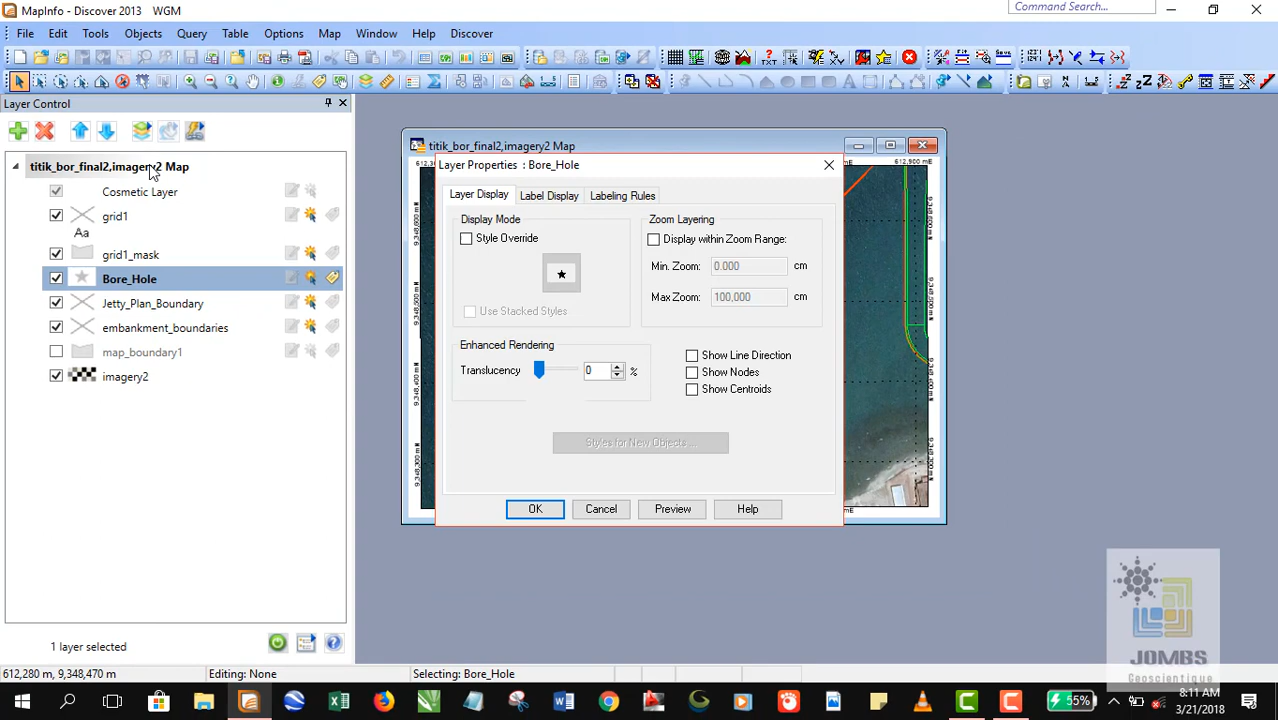 MapInfo - Discover 2013    WGM
Command Search...
File Edit Tools Objects Query Table Options Map Window Help Discover
Layer Control
titik_bor_final2,imagery2 Map
Cosmetic Layer
grid1
Aa
grid1_mask
Bore_Hole
Jetty_Plan_Boundary
embankment_boundaries
map_boundary1
imagery2
1 layer selected
titik_bor_final2,imagery2 Map
612,900 mE
Layer Properties : Bore_Hole
Layer Display Label Display Labeling Rules
Display Mode
Style Override
Use Stacked Styles
Zoom Layering
Display within Zoom Range:
Min. Zoom: 0.000 cm
Max Zoom: 100,000 cm
Enhanced Rendering
Translucency 0 %
Show Line Direction
Show Nodes
Show Centroids
Styles for New Objects...
OK Cancel Preview Help
JOMBS
Geoscientique
612,280 m, 9,348,470 m Editing: None Selecting: Bore_Hole
55%
8:11 AM
3/21/2018